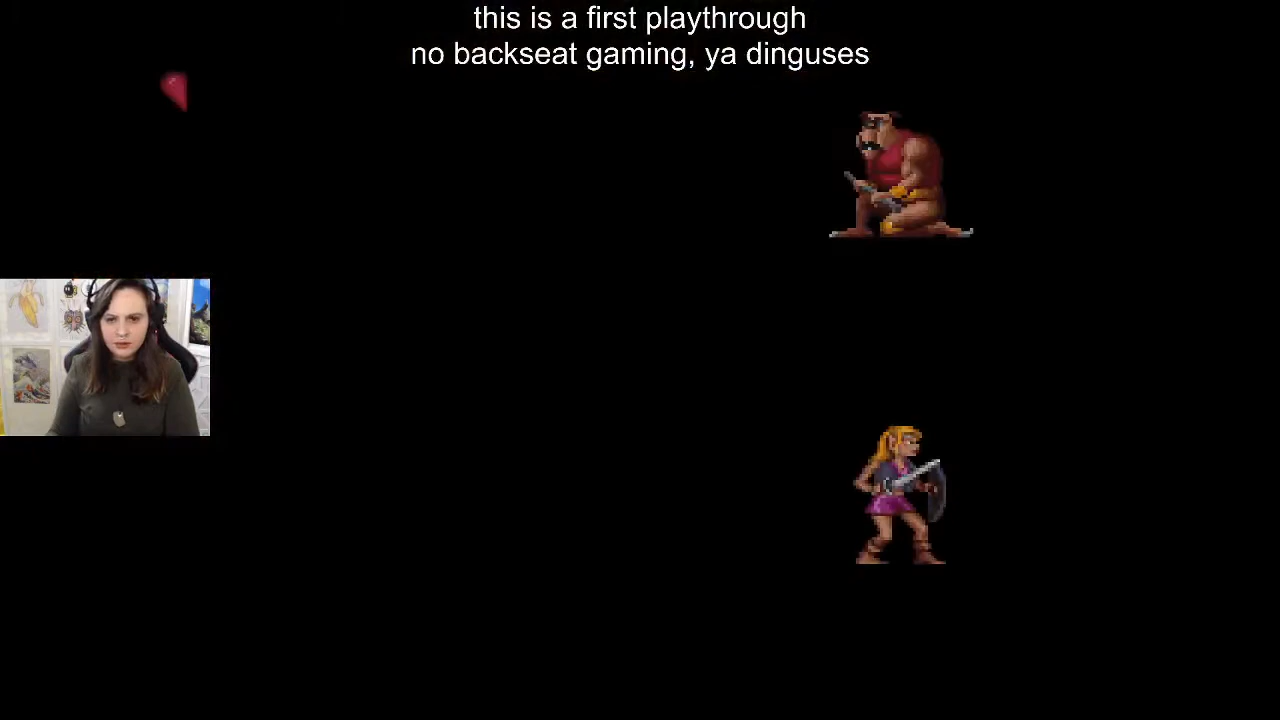 this is a first playthrough
no backseat gaming, ya dinguses